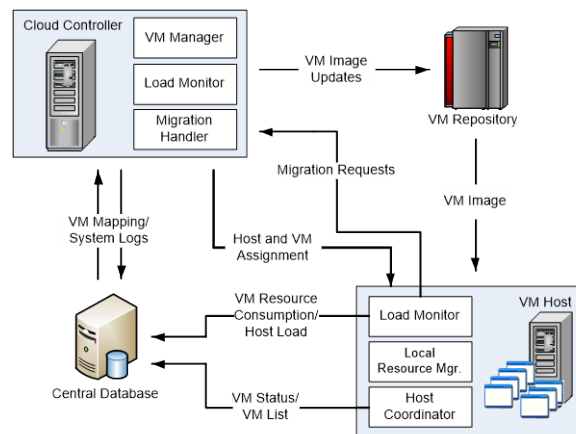 Cloud Controller
VM Manager
Load Monitor
Migration
Handler
VM Image
Updates
VM Repository
Migration Requests
VM Image
VM Mapping/
System Logs
Host and VM
Assignment
VM Resource
Consumption/
Host Load
Central Database
VM Status/
VM List
VM Host
Load Monitor
Local
Resource Mgr.
Host
Coordinator